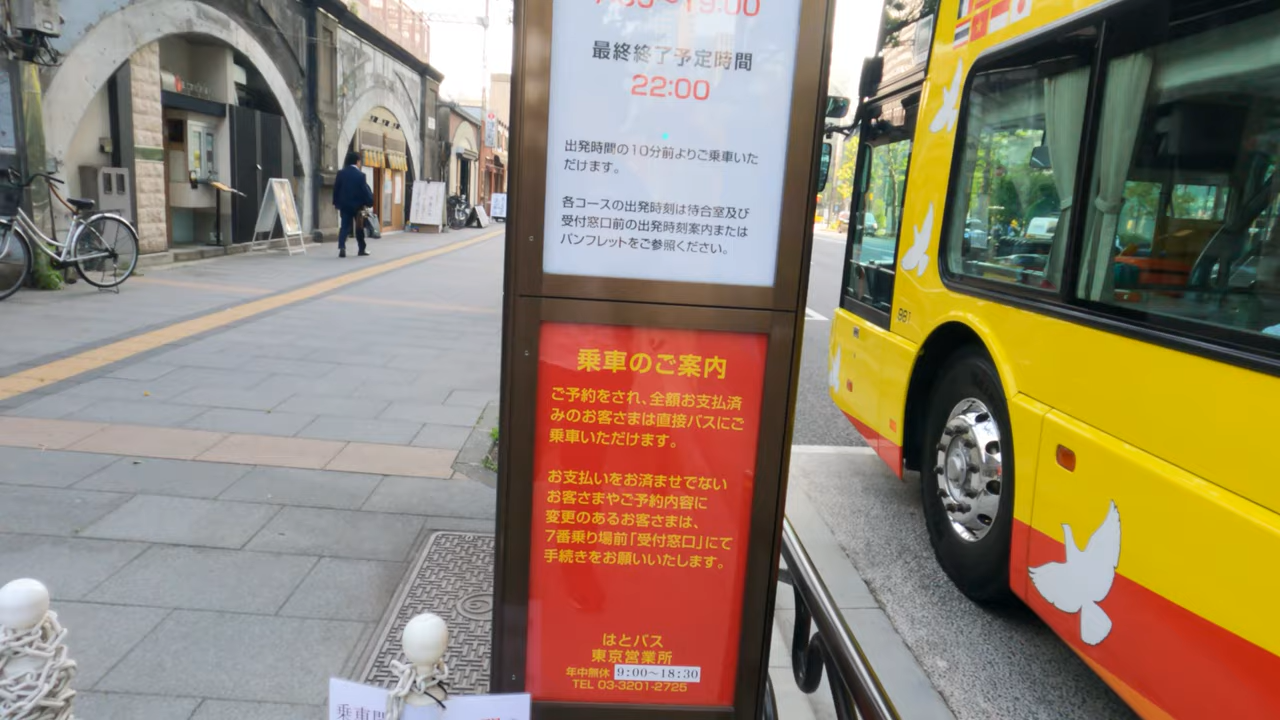 19:00
最終終了予定時間
22:00
出発時間の10分前よりご乗車いた
だけます。
各コースの出発時刻は待合室及び
受付窓口前の出発時刻案内または
パンフレットをご参照ください。
乗車のご案内
ご予約をされ、全額お支払済
みのお客さまは直接バスにご
乗車いただけます。
お支払いをお済ませでない
お客さまやご予約内容に
変更のあるお客さまは、
7番乗り場前「受付窓口」にて
手続きをお願いいたします。
はとバス
東京営業所
年中無休 9:00～18:30
TEL 03-3201-2725
981
乗車